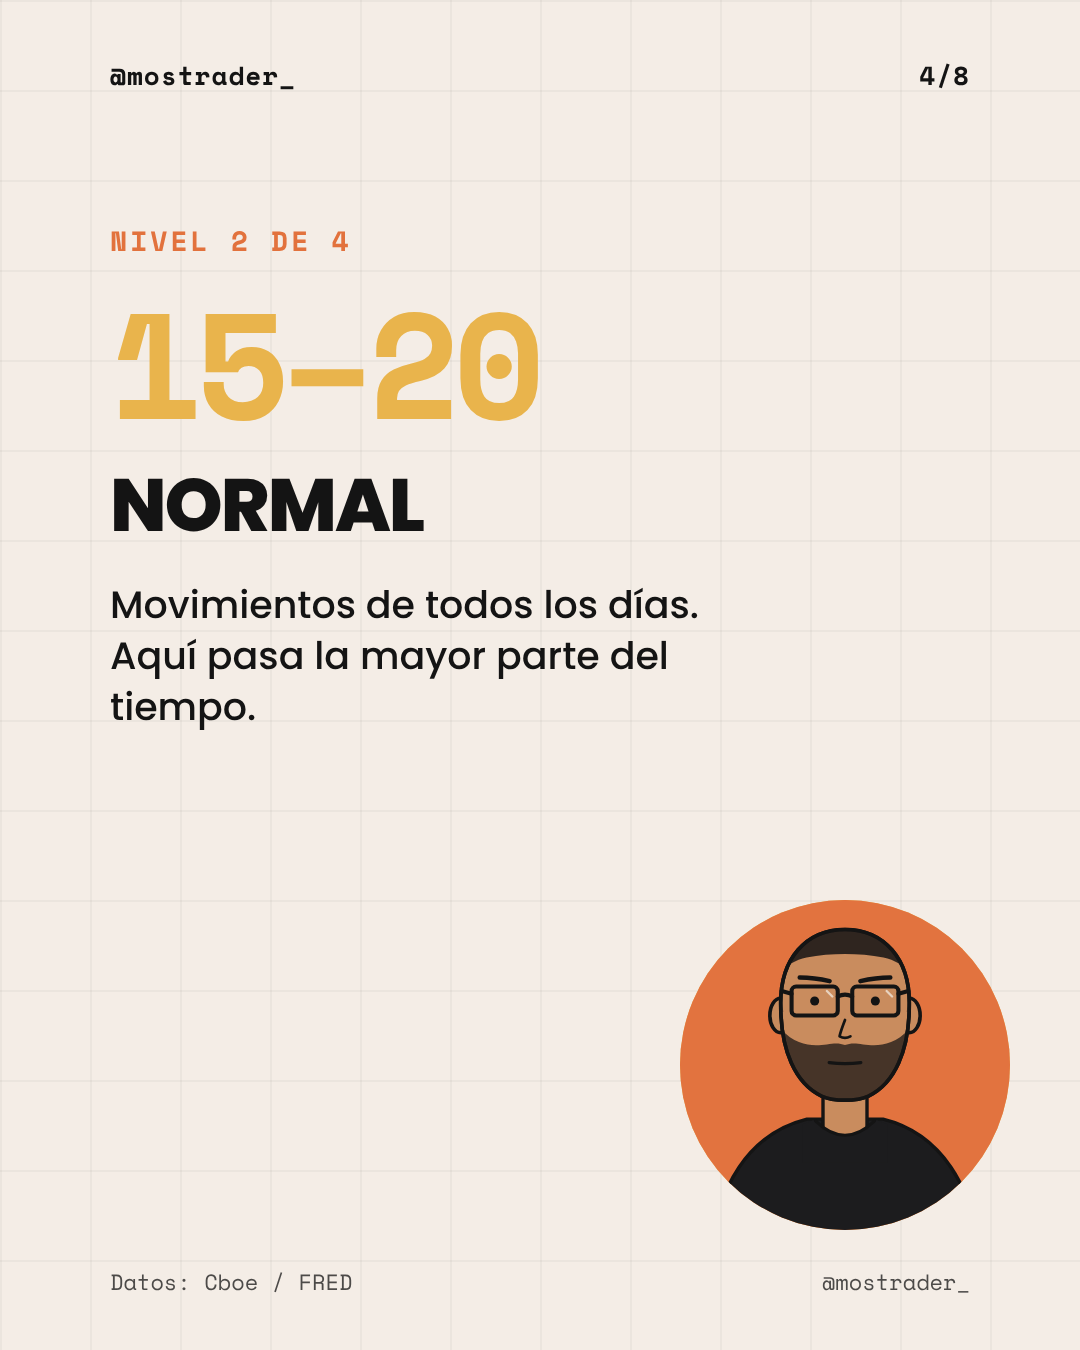 @mostrader_
4/8
NIVEL 2 DE 4
15–20
NORMAL
Movimientos de todos los días.
Aquí pasa la mayor parte del
tiempo.
Datos: Cboe / FRED
@mostrader_